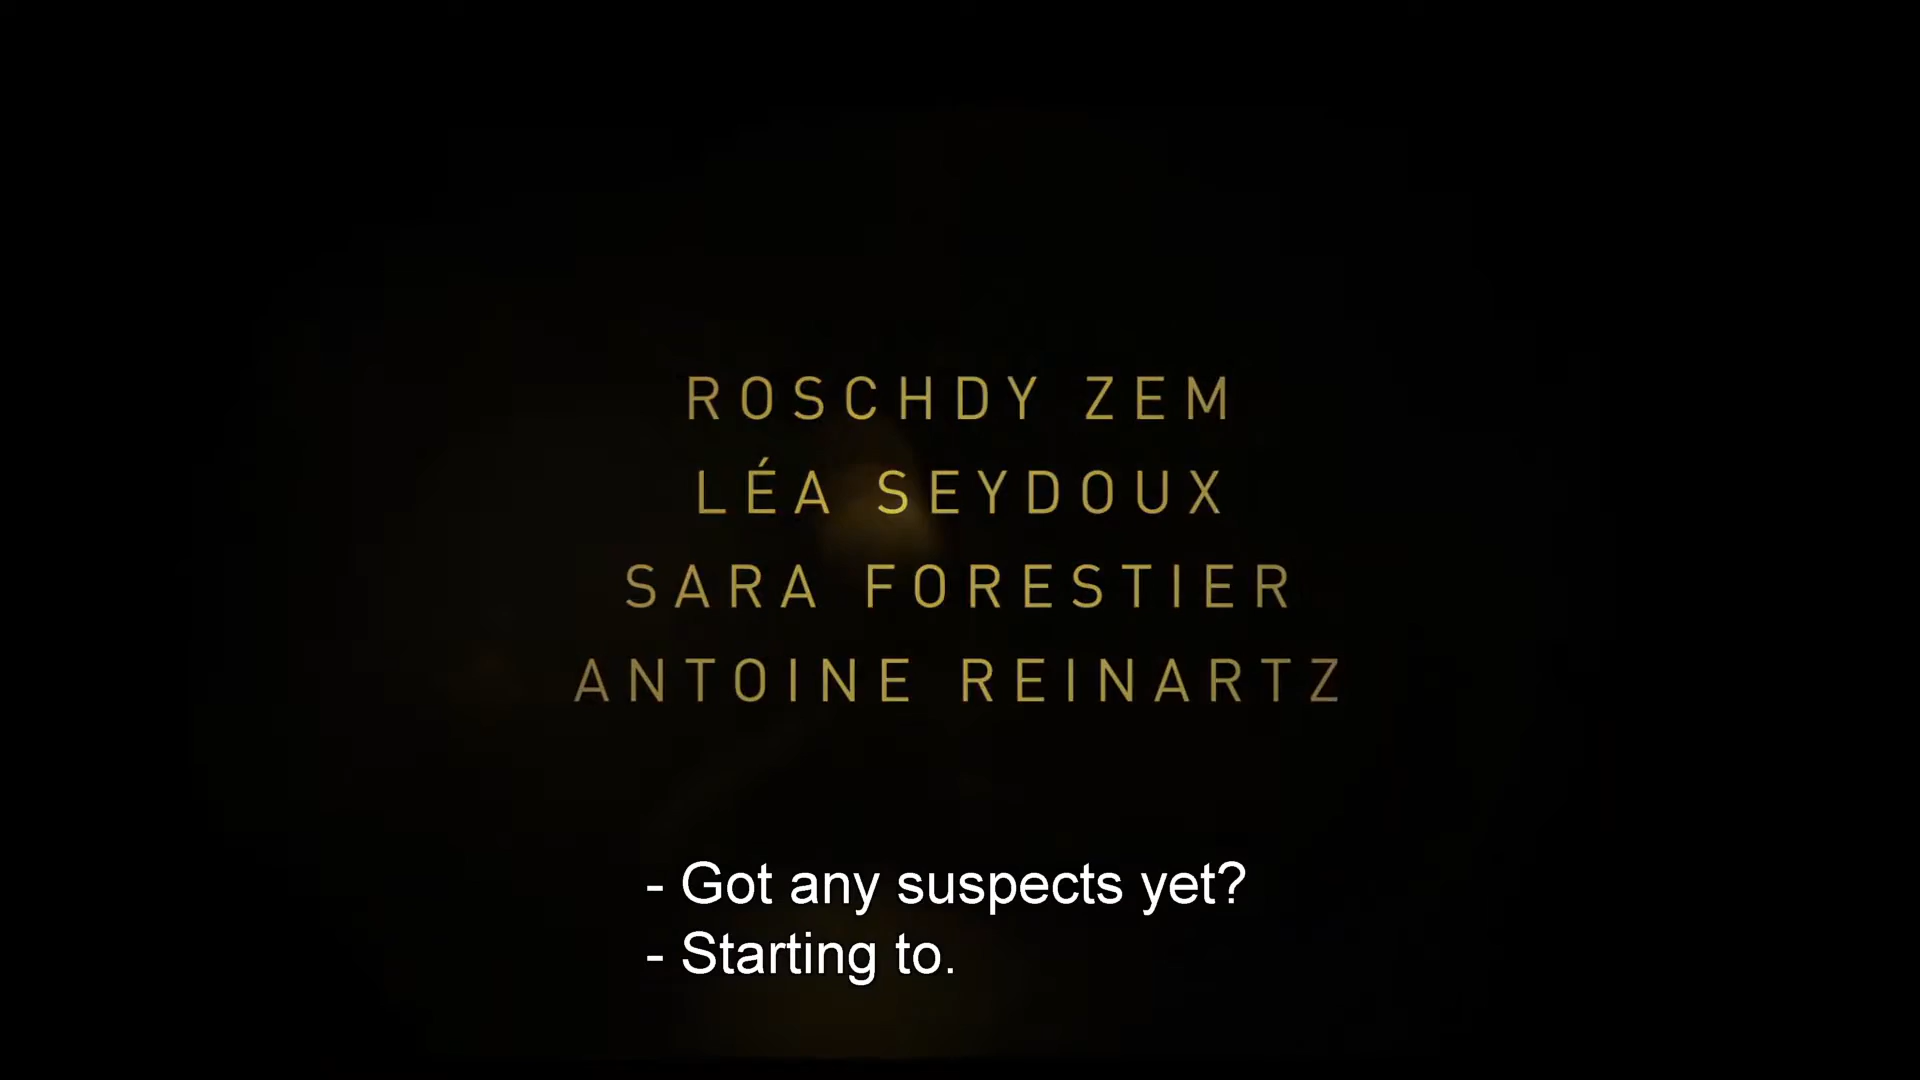 ROSCHDY ZEM
LÉA SEYDOUX
SARA FORESTIER
ANTOINE REINARTZ
- Got any suspects yet?
- Starting to.